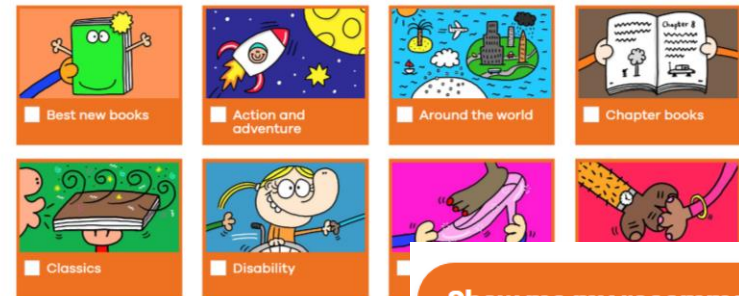 Best new books
Action and
adventure
Around the world
Chapter books
Chapter 8
Classics
Disability